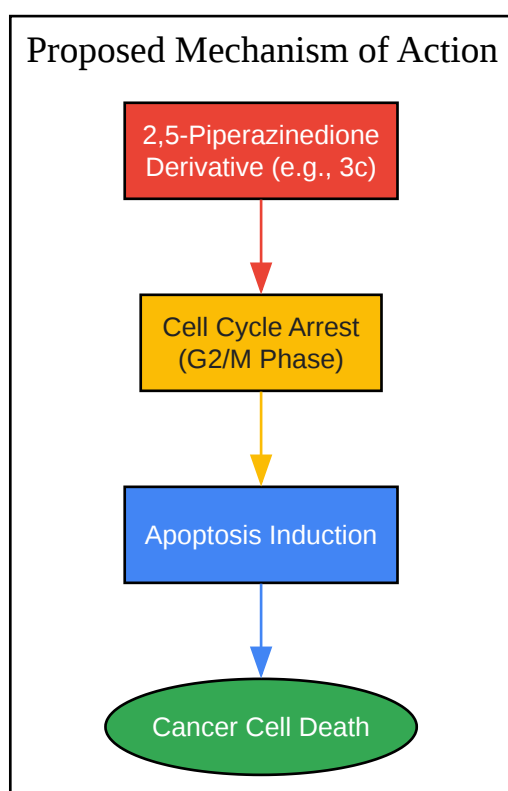 Proposed Mechanism of Action
2,5-Piperazinedione
Derivative (e.g., 3c)
Cell Cycle Arrest
(G2/M Phase)
Apoptosis Induction
Cancer Cell Death